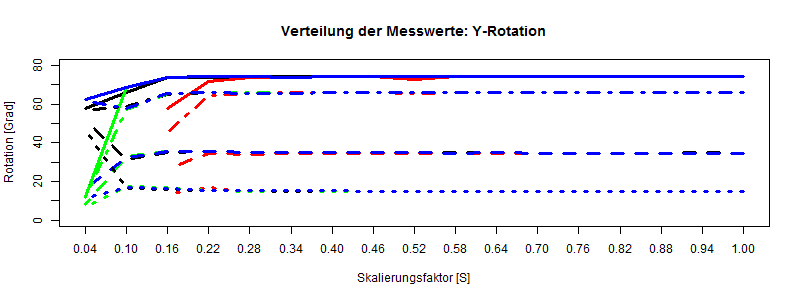 Verteilung der Messwerte: Y-Rotation
Rotation [Grad]
80
60
40
20
0
0.04 0.10 0.16 0.22 0.28 0.34 0.40 0.46 0.52 0.58 0.64 0.70 0.76 0.82 0.88 0.94 1.00
Skalierungsfaktor [S]